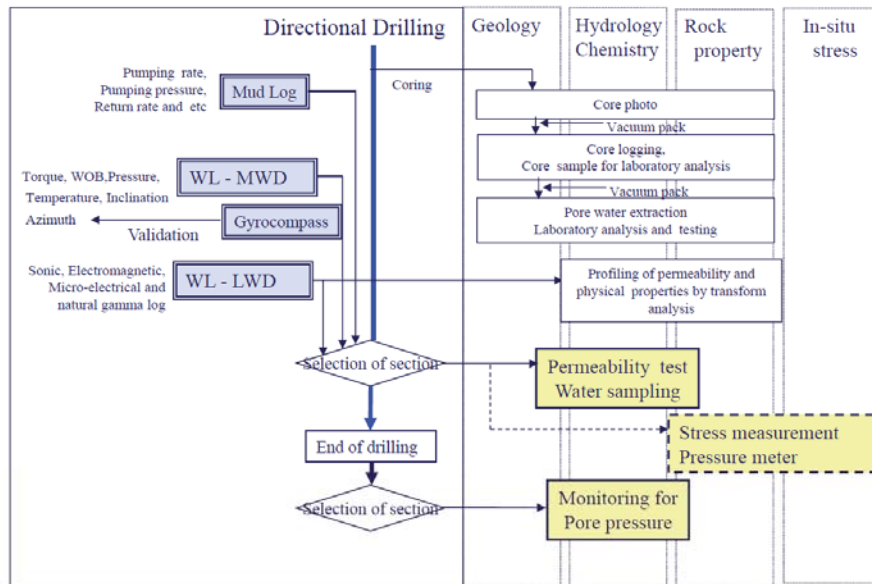 Directional Drilling
Geology
Hydrology
Chemistry
Rock
property
In-situ
stress
Pumping rate,
Pumping pressure,
Return rate and etc
Mud Log
Coring
Core photo
Vacuum pack
Core logging,
Core sample for laboratory analysis
Vacuum pack
Pore water extraction
Laboratory analysis and testing
Torque, WOB,Pressure,
Temperature, Inclination
Azimuth
WL - MWD
Gyrocompass
Validation
Sonic, Electromagnetic,
Micro-electrical and
natural gamma log
WL - LWD
Profiling of permeability and
physical properties by transform
analysis
Selection of section
Permeability test
Water sampling
Stress measurement
Pressure meter
End of drilling
Selection of section
Monitoring for
Pore pressure